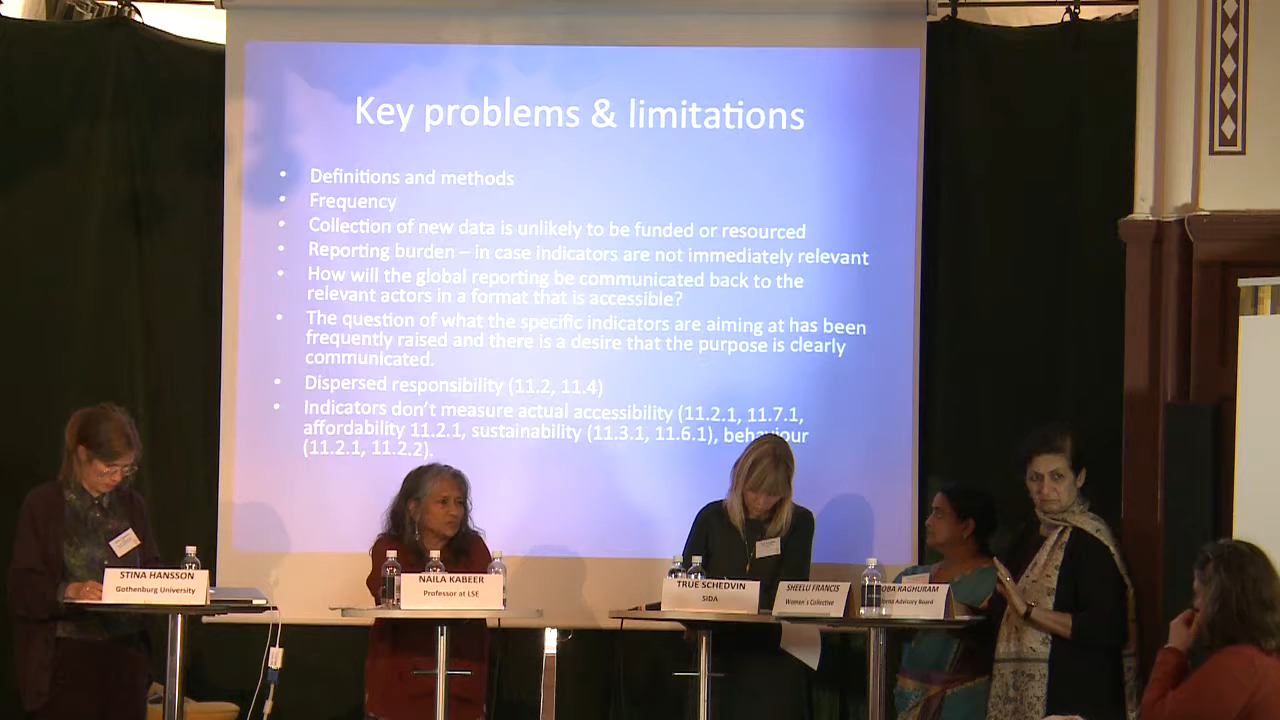 Key problems & limitations
• Definitions and methods
• Frequency
• Collection of new data is unlikely to be funded or resourced
• Reporting burden – in case indicators are not immediately relevant
• How will the global reporting be communicated back to the
relevant actors in a format that is accessible?
• The question of what the specific indicators are aiming at has been
frequently raised and there is a desire that the purpose is clearly
communicated.
• Dispersed responsibility (11.2, 11.4)
• Indicators don't measure actual accessibility (11.2.1, 11.7.1,
affordability 11.2.1, sustainability (11.3.1, 11.6.1), behaviour
(11.2.1, 11.2.2).
STINA HANSSON
Gothenburg University
NAILA KABEER
Professor at LSE
TRUE SCHEDVIN
SIDA
SHEELU FRANCIS
Women's Collective
RAGHURAM
Advisory Board